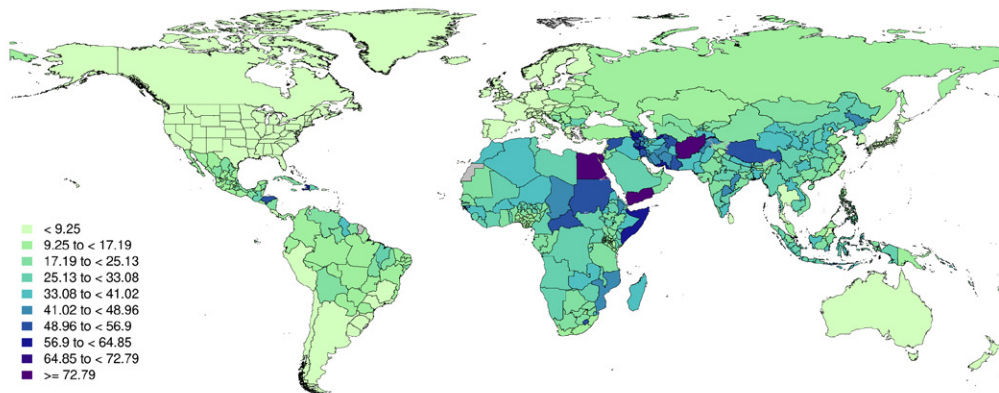 < 9.25
9.25 to < 17.19
17.19 to < 25.13
25.13 to < 33.08
33.08 to < 41.02
41.02 to < 48.96
48.96 to < 56.9
56.9 to < 64.85
64.85 to < 72.79
>= 72.79